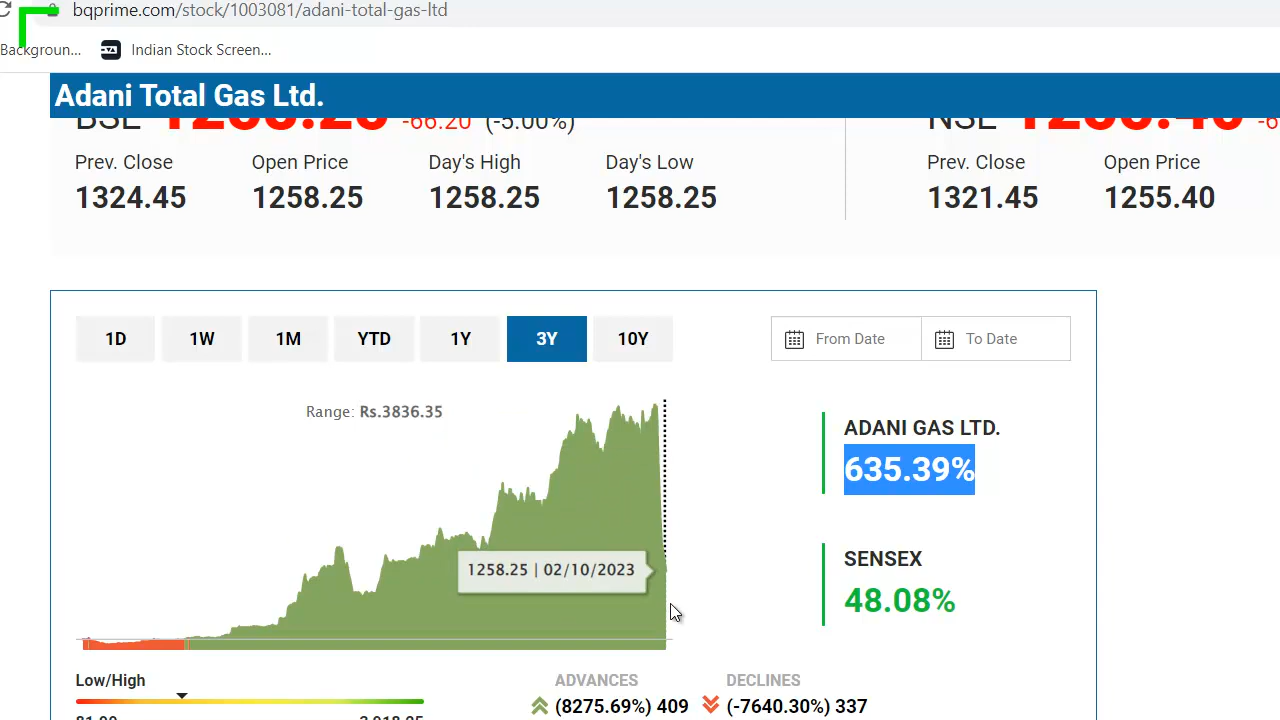 bqprime.com/stock/1003081/adani-total-gas-ltd
Backgroun... Indian Stock Screen...
Adani Total Gas Ltd.
BSE -66.20 (-5.00%) NSE
Prev. Close Open Price Day's High Day's Low Prev. Close Open Price
1324.45 1258.25 1258.25 1258.25 1321.45 1255.40
1D 1W 1M YTD 1Y 3Y 10Y From Date To Date
Range: Rs.3836.35
ADANI GAS LTD.
635.39%
1258.25 | 02/10/2023
SENSEX
48.08%
Low/High ADVANCES DECLINES
(8275.69%) 409 (-7640.30%) 337